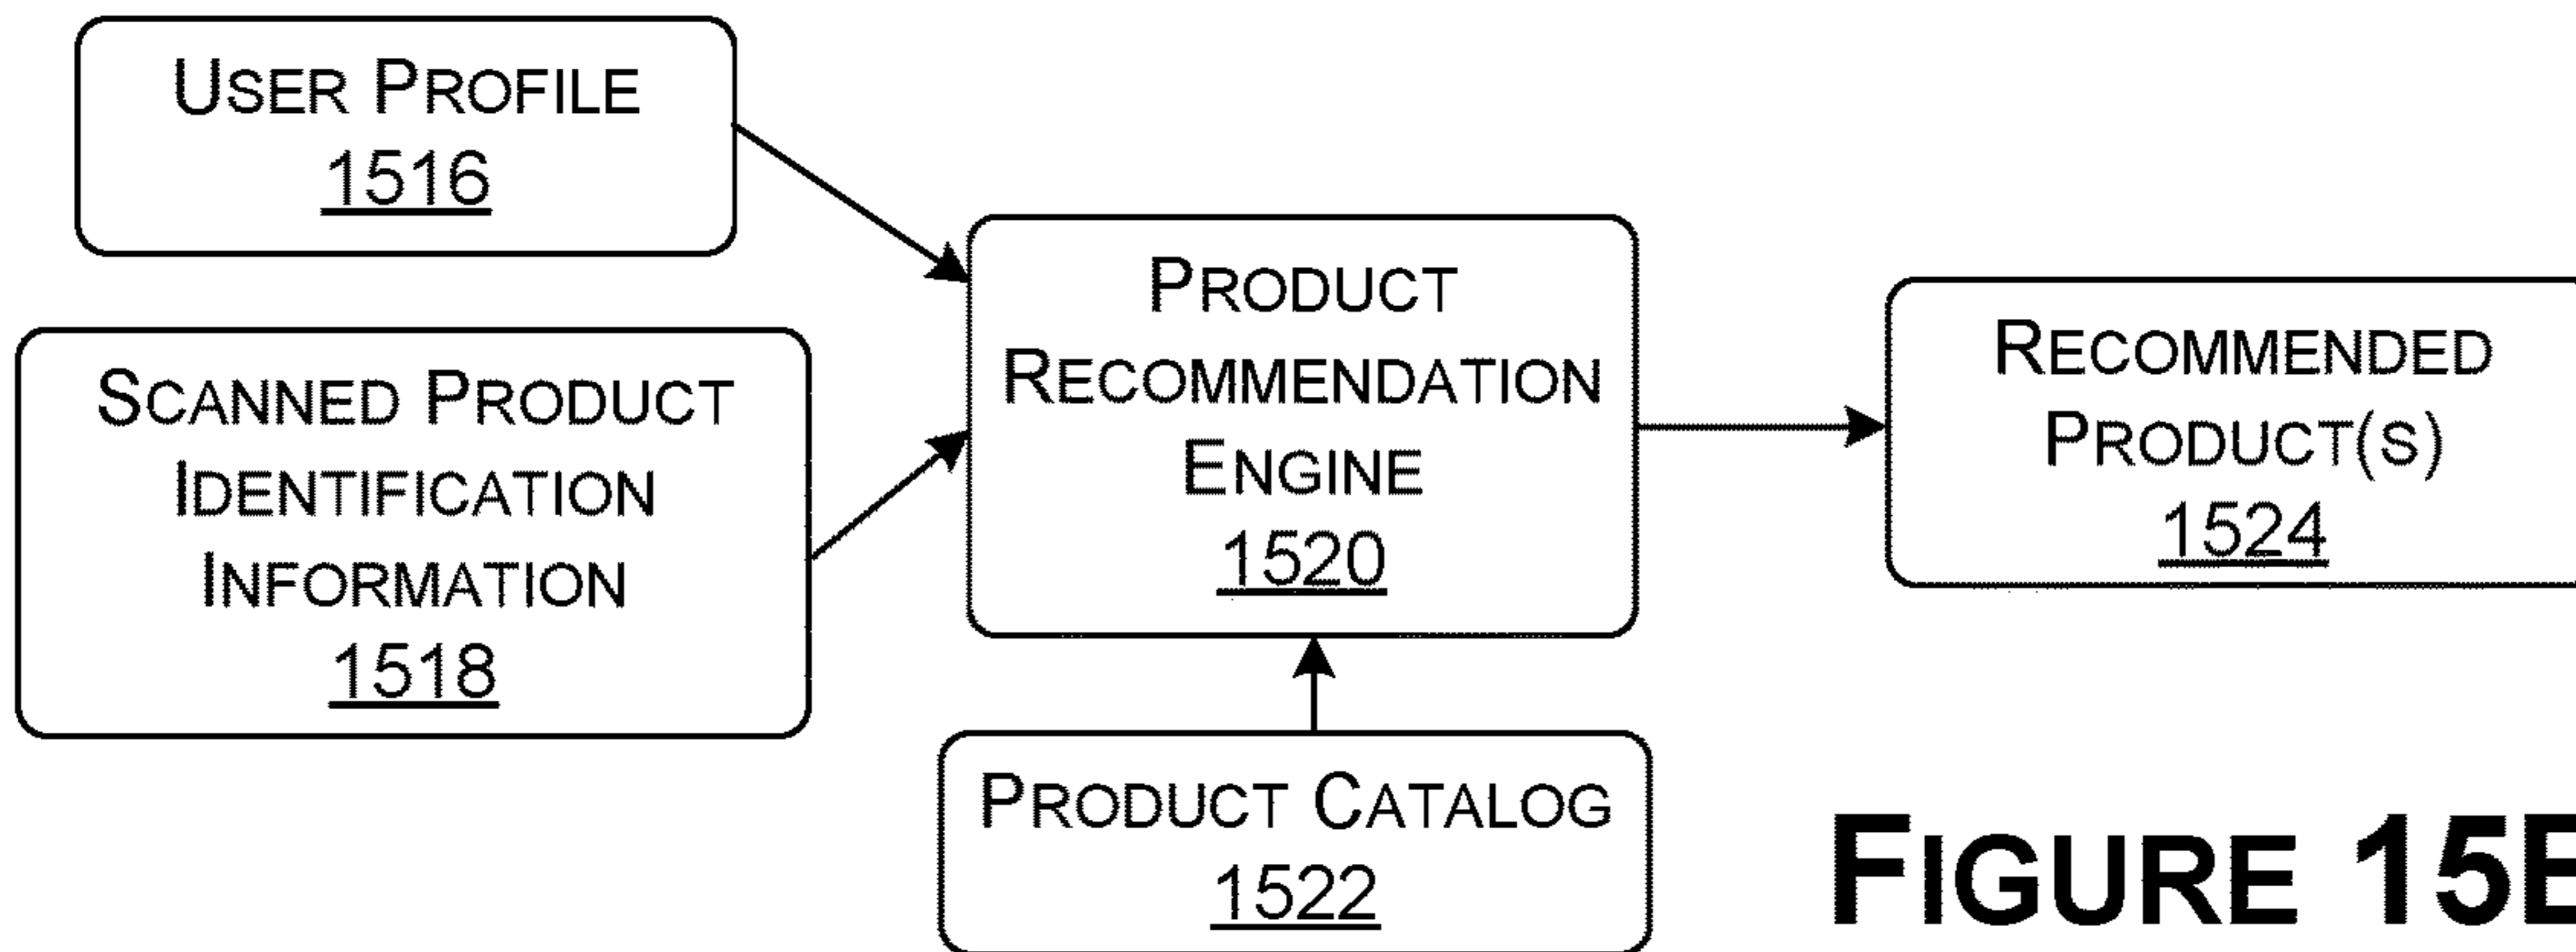 USER PROFILE
1516
SCANNED PRODUCT
IDENTIFICATION
INFORMATION
1518
PRODUCT
RECOMMENDATION
ENGINE
1520
PRODUCT CATALOG
1522
RECOMMENDED
PRODUCT(S)
1524
FIGURE